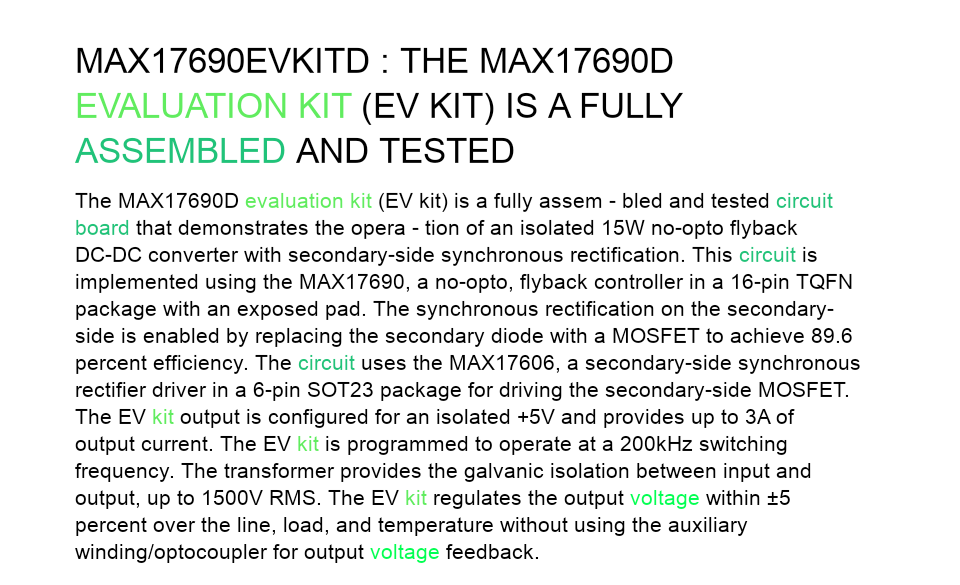 MAX17690EVKITD : THE MAX17690D
EVALUATION KIT (EV KIT) IS A FULLY
ASSEMBLED AND TESTED
The MAX17690D evaluation kit (EV kit) is a fully assem - bled and tested circuit
board that demonstrates the opera - tion of an isolated 15W no-opto flyback
DC-DC converter with secondary-side synchronous rectification. This circuit is
implemented using the MAX17690, a no-opto, flyback controller in a 16-pin TQFN
package with an exposed pad. The synchronous rectification on the secondary-
side is enabled by replacing the secondary diode with a MOSFET to achieve 89.6
percent efficiency. The circuit uses the MAX17606, a secondary-side synchronous
rectifier driver in a 6-pin SOT23 package for driving the secondary-side MOSFET.
The EV kit output is configured for an isolated +5V and provides up to 3A of
output current. The EV kit is programmed to operate at a 200kHz switching
frequency. The transformer provides the galvanic isolation between input and
output, up to 1500V RMS. The EV kit regulates the output voltage within ±5
percent over the line, load, and temperature without using the auxiliary
winding/optocoupler for output voltage feedback.